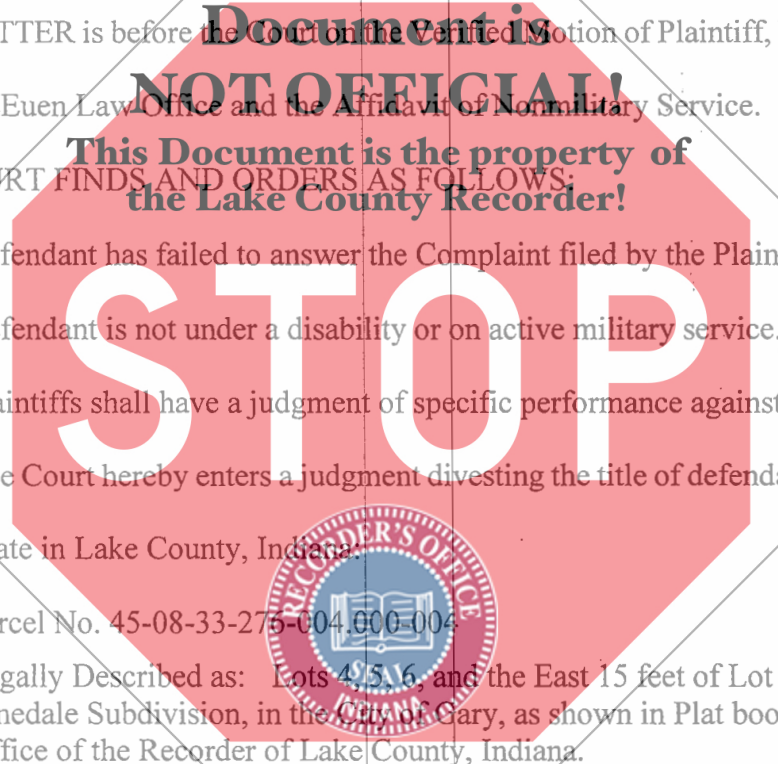 TTER is before the Court on the Verified Motion of Plaintiff,
Document is
Euen Law Office and the Affidavit of Nonmilitary Service.
NOT OFFICIAL!
This Document is the property of
URT FINDS AND ORDERS AS FOLLOWS:
the Lake County Recorder!
fendant has failed to answer the Complaint filed by the Plain
STOP
fendant is not under a disability or on active military service.
aintiffs shall have a judgment of specific performance against
e Court hereby enters a judgment divesting the title of defenda
ate in Lake County, Indiana:
RECORDER'S OFFICE
rcel No. 45-08-33-276-004.000-004
gally Described as: Lots 4, 5, 6, and the East 15 feet of Lot
SEAL
nedale Subdivision, in the City of Gary, as shown in Plat boo
INDIANA
ffice of the Recorder of Lake County, Indiana.